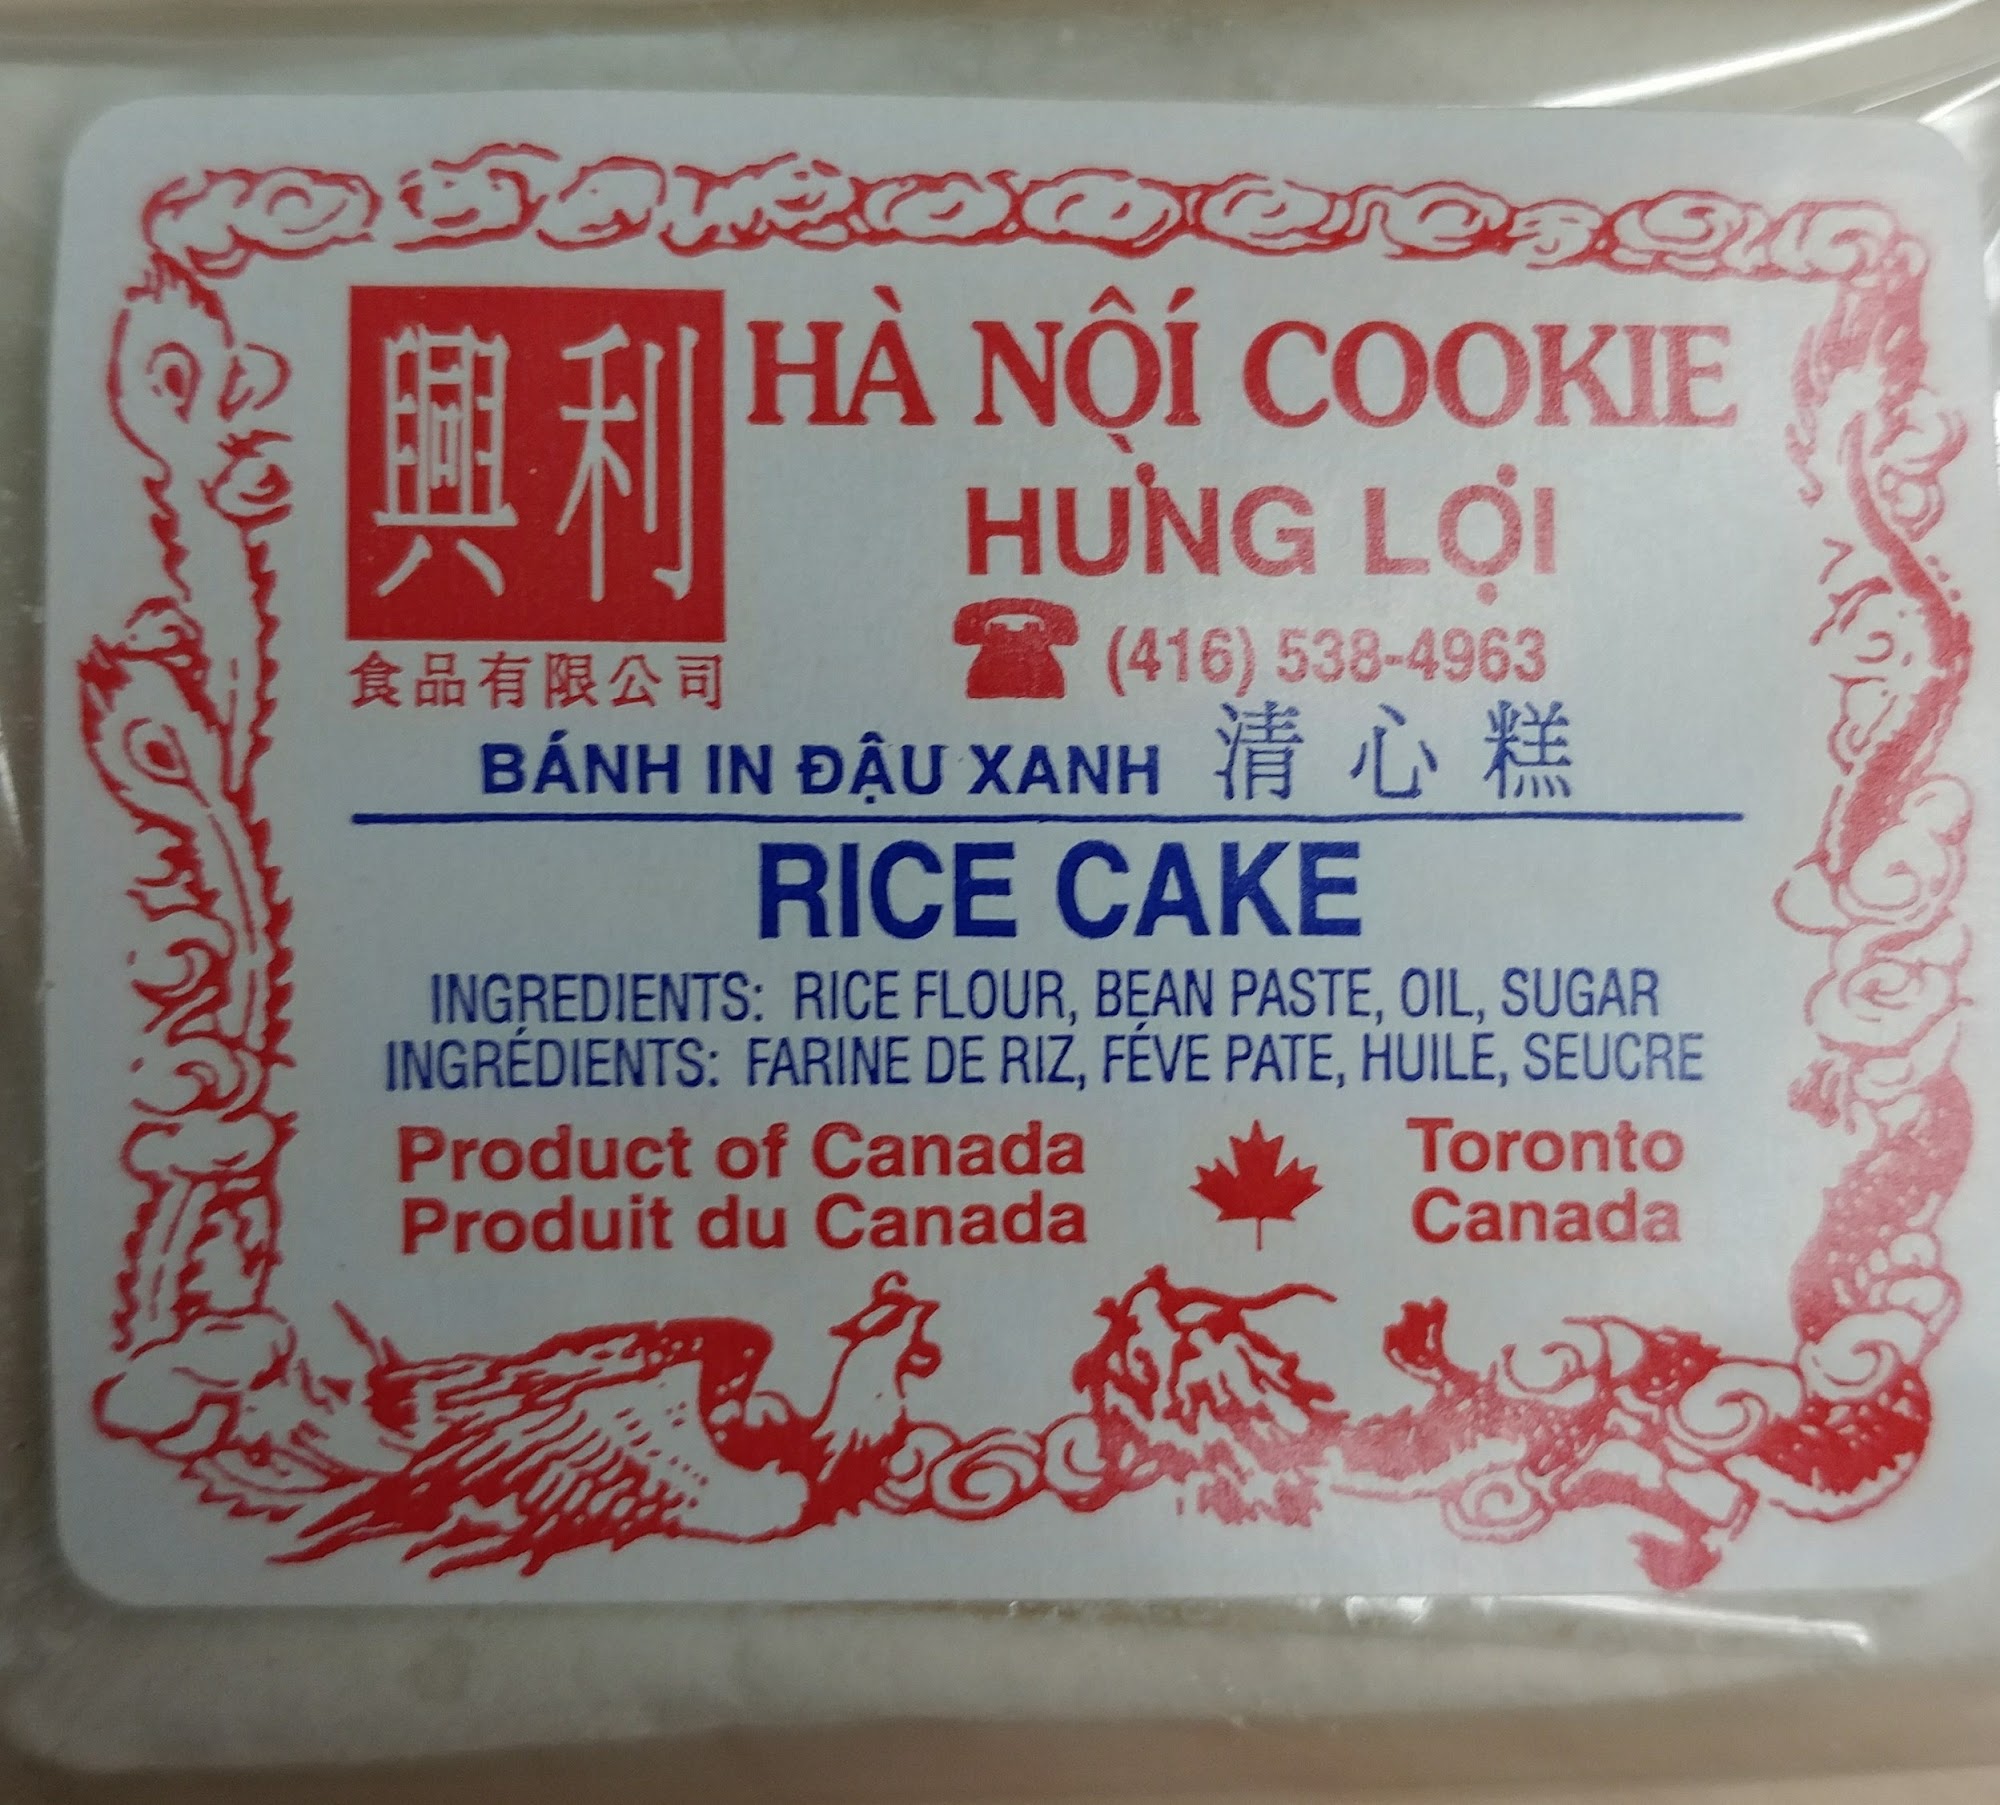 興利
食品有限公司
HÀ NỘÍ COOKIE
HƯNG LỢI
(416) 538-4963
BÁNH IN ĐẬU XANH 清心糕
RICE CAKE
INGREDIENTS: RICE FLOUR, BEAN PASTE, OIL, SUGAR
INGRÉDIENTS: FARINE DE RIZ, FÉVE PATE, HUILE, SEUCRE
Product of Canada
Produit du Canada
Toronto
Canada